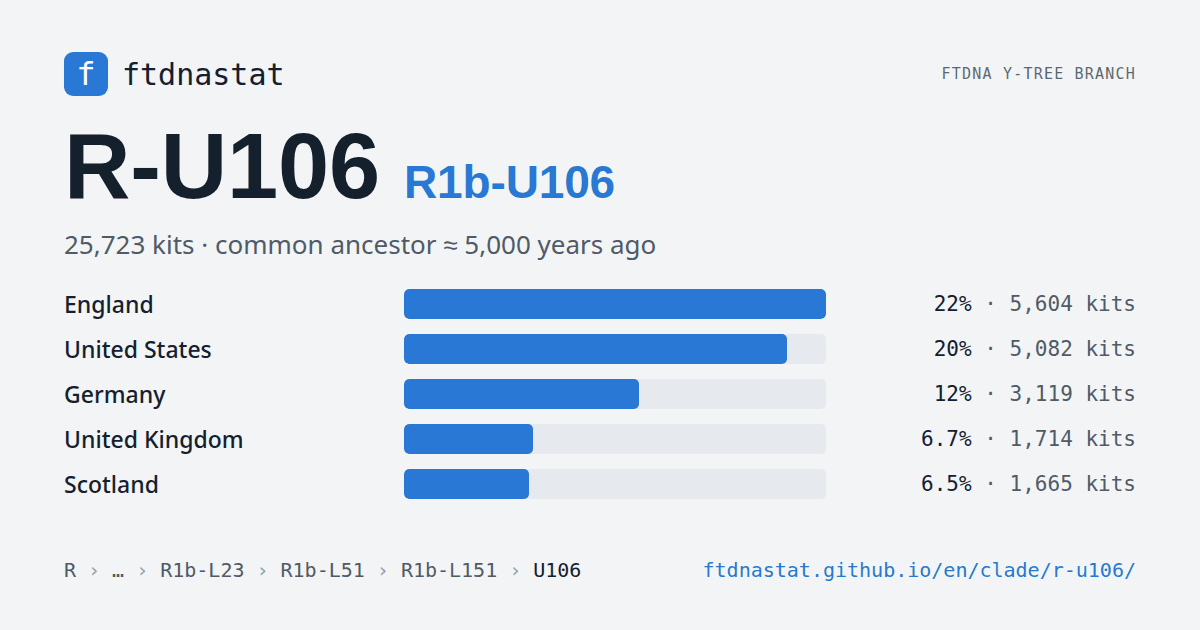 f ftdnastat
FTDNA Y-TREE BRANCH
R-U106 R1b-U106
25,723 kits · common ancestor ≈ 5,000 years ago
England 22% · 5,604 kits
United States 20% · 5,082 kits
Germany 12% · 3,119 kits
United Kingdom 6.7% · 1,714 kits
Scotland 6.5% · 1,665 kits
R › … › R1b-L23 › R1b-L51 › R1b-L151 › U106
ftdnastat.github.io/en/clade/r-u106/